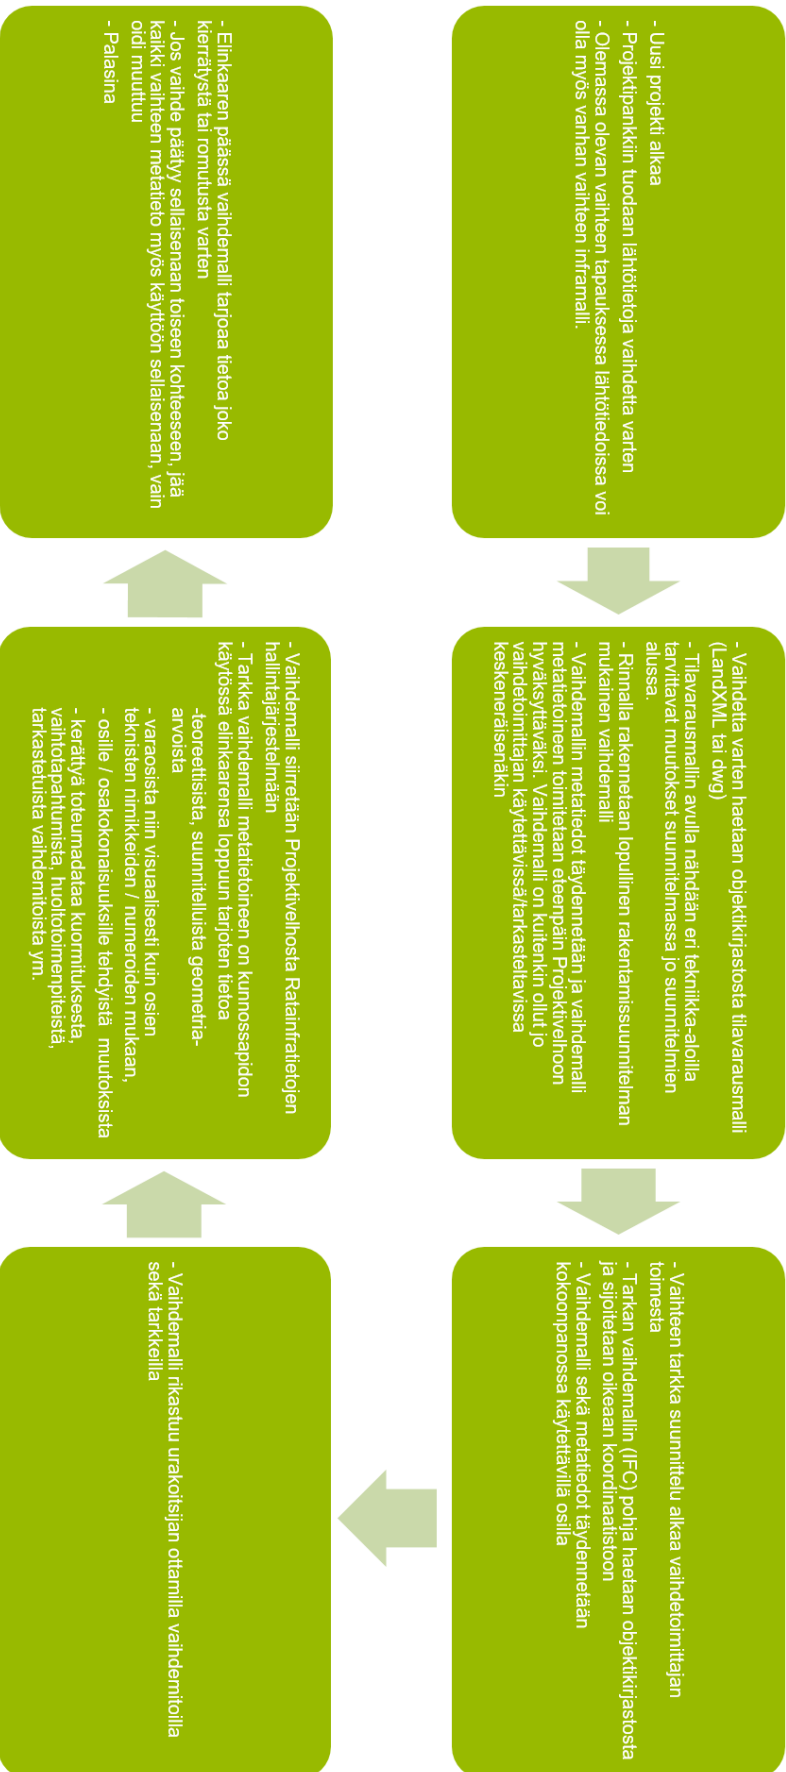 - Uusi projekti alkaa
- Projektipankkiin tuodaan lähtötietoja vaihdetta varten
- Olemassa olevan vaihteen tapauksessa lähtötiedoissa voi
olla myös vanhan vaihteen inframalli.
- Vaihdetta varten haetaan objektikirjastosta tilavarausmalli
(LandXML tai dwg)
- Tilavarausmallin avulla nähdään eri tekniikka-aloilla
tarvittavat muutokset suunnitelmassa jo suunnitelmien
alussa.
- Rinnalla rakennetaan lopullinen rakentamissuunnitelman
mukainen vaihdemalli
- Vaihdemallin metatiedot täydennetään ja vaihdemalli
metatietoineen toimitetaan eteenpäin Projektivelhoon
hyväksyttäväksi. Vaihdemalli on kuitenkin ollut jo
vaihdetoimittajan käytettävissä/tarkasteltavissa
keskeneräisenäkin
- Vaihteen tarkka suunnittelu alkaa vaihdetoimittajan
toimesta
- Tarkan vaihdemallin (IFC) pohja haetaan objektikirjastosta
ja sijoitetaan oikeaan koordinaatistoon
- Vaihdemalli sekä metatiedot täydennetään
kokoonpanossa käytettävillä osilla
- Vaihdemalli rikastuu urakoitsijan ottamilla vaihdemitoilla
sekä tarkkeilla
- Vaihdemalli siirretään Projektivelhosta Ratainfratietojen
hallintajärjestelmään
- Tarkka vaihdemalli metatietoineen on kunnossapidon
käytössä elinkaarensa loppuun tarjoten tietoa
-teoreettisista, suunnitelluista geometria-
arvoista
- varaosista niin visuaalisesti kuin osien
teknisten nimikkeiden / numeroiden mukaan,
- osille / osakokonaisuuksille tehdyistä muutoksista
- kerättyä toteumadataa kuormituksesta,
vaihtotapahtumista, huoltotoimenpiteistä,
tarkastetuista vaihdemitoista ym.
- Elinkaaren päässä vaihdemalli tarjoaa tietoa joko
kierrätystä tai romutusta varten
- Jos vaihde päätyy sellaisenaan toiseen kohteeseen, jää
kaikki vaihteen metatieto myös käyttöön sellaisenaan, vain
oidi muuttuu
- Palasina